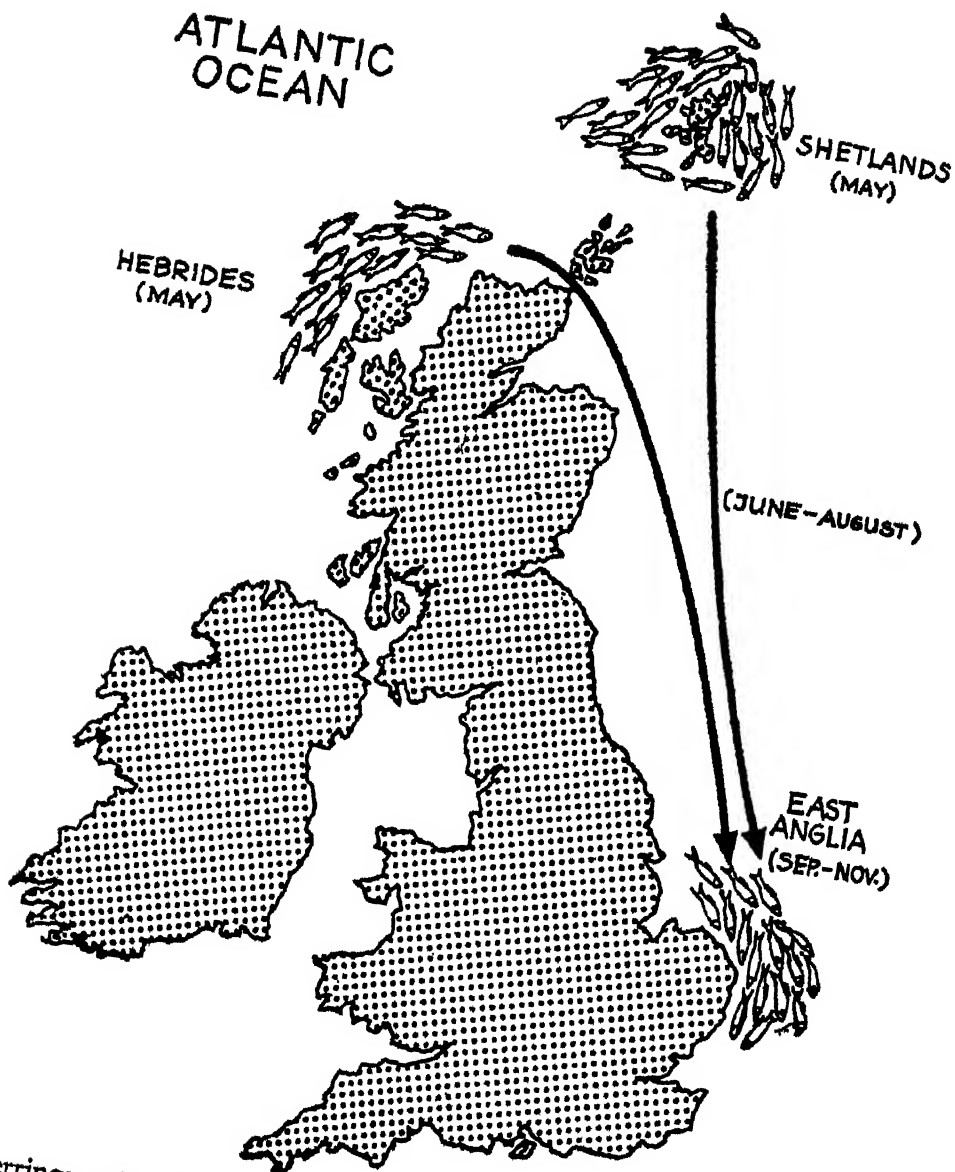 ATLANTIC
OCEAN
SHETLANDS
(MAY)
HEBRIDES
(MAY)
(JUNE-AUGUST)
EAST
ANGLIA
(SEP.-NOV.)